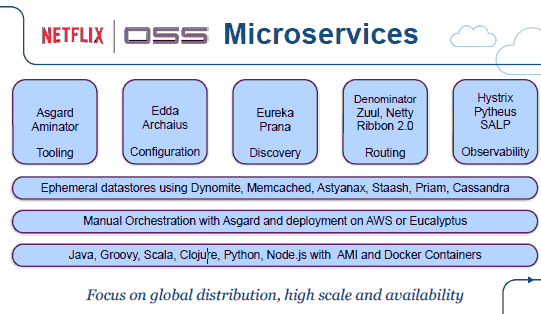 NETFLIX OSS Microservices
Asgard
Aminator
Tooling
Edda
Archaius
Configuration
Eureka
Prana
Discovery
Denominator
Zuul, Netty
Ribbon 2.0
Routing
Hystrix
Pytheus
SALP
Observability
Ephemeral datastores using Dynomite, Memcached, Astyanax, Staash, Priam, Cassandra
Manual Orchestration with Asgard and deployment on AWS or Eucalyptus
Java, Groovy, Scala, Clojure, Python, Node.js with AMI and Docker Containers
Focus on global distribution, high scale and availability